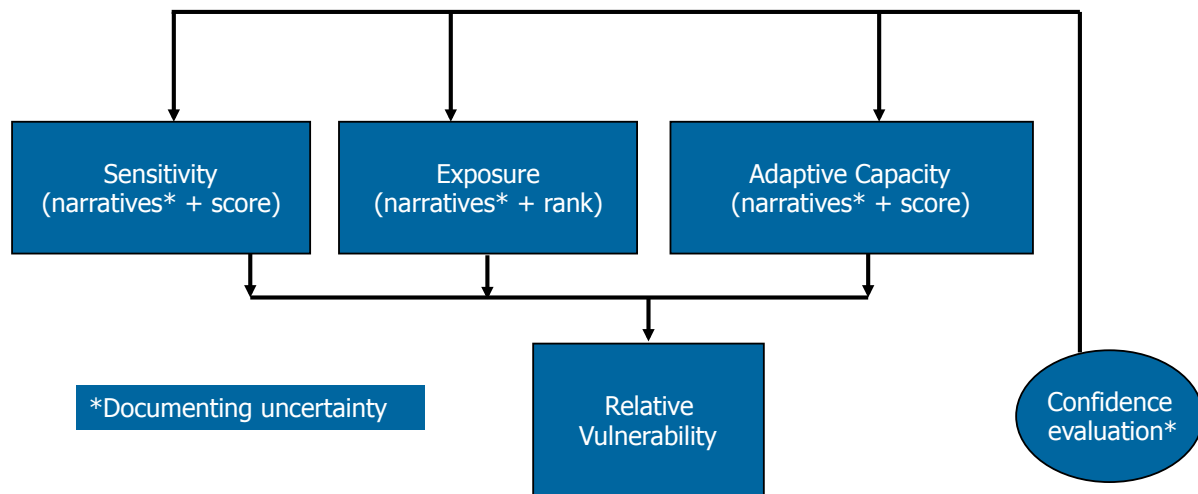 Sensitivity
(narratives* + score)
Exposure
(narratives* + rank)
Adaptive Capacity
(narratives* + score)
*Documenting uncertainty
Relative
Vulnerability
Confidence
evaluation*